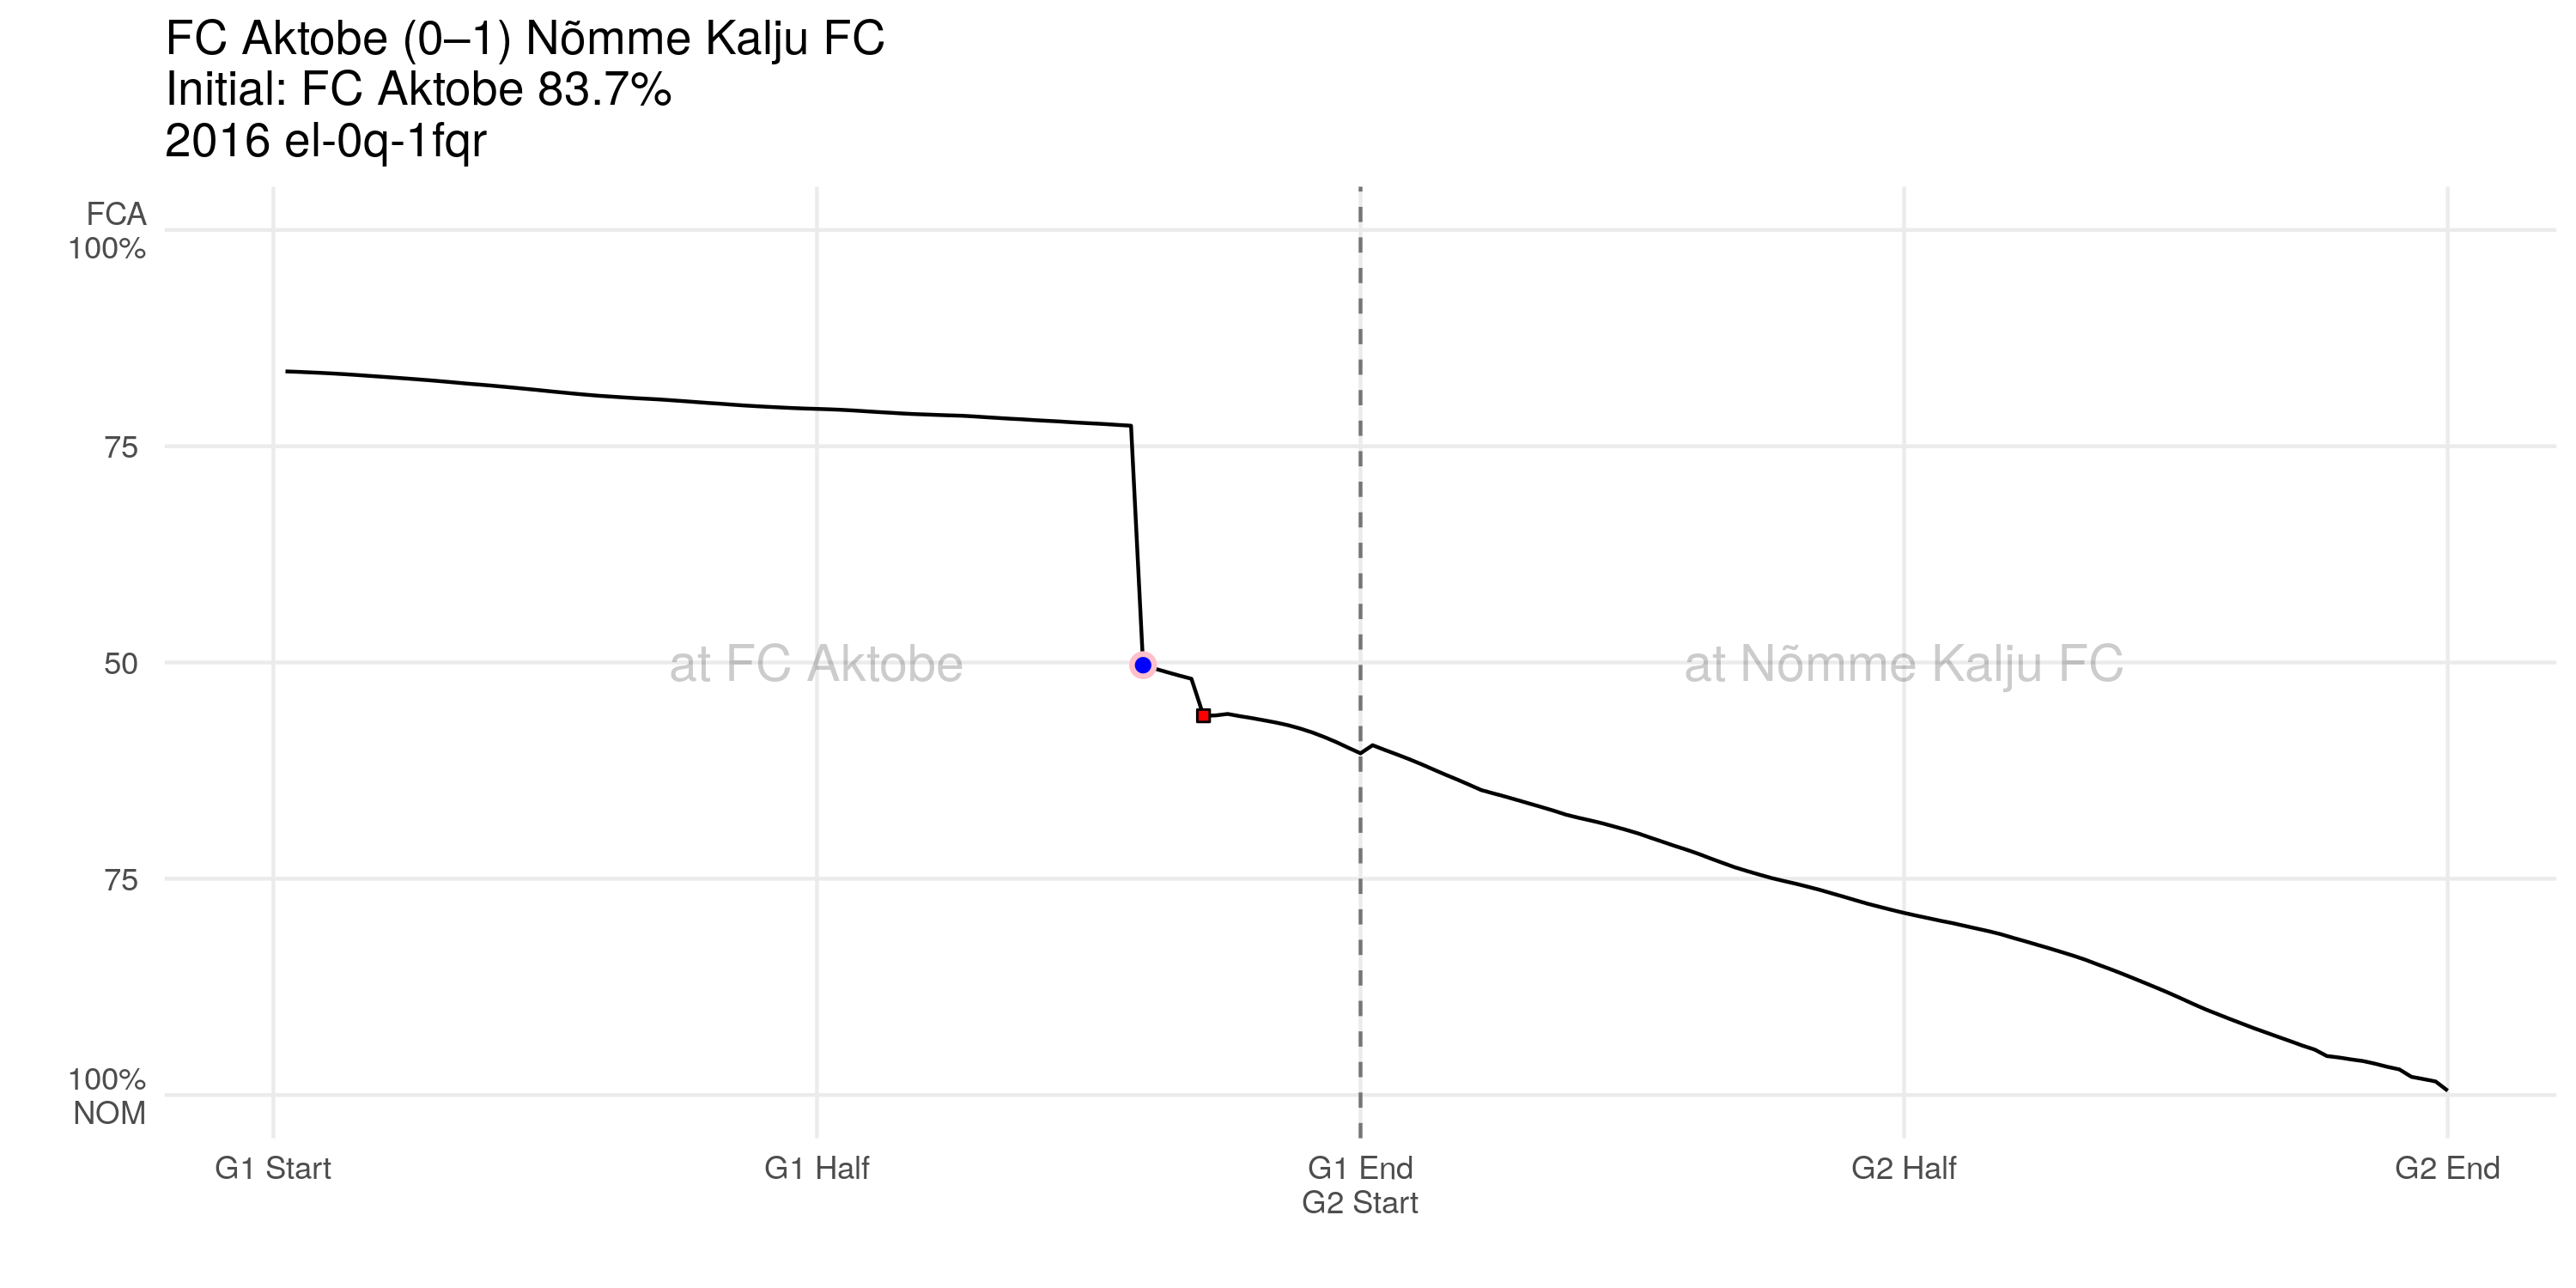 FC Aktobe (0–1) Nõmme Kalju FC
Initial: FC Aktobe 83.7%
2016 el-0q-1fqr
FCA
100%
75
50
75
100%
NOM
at FC Aktobe
at Nõmme Kalju FC
G1 Start
G1 Half
G1 End
G2 Start
G2 Half
G2 End